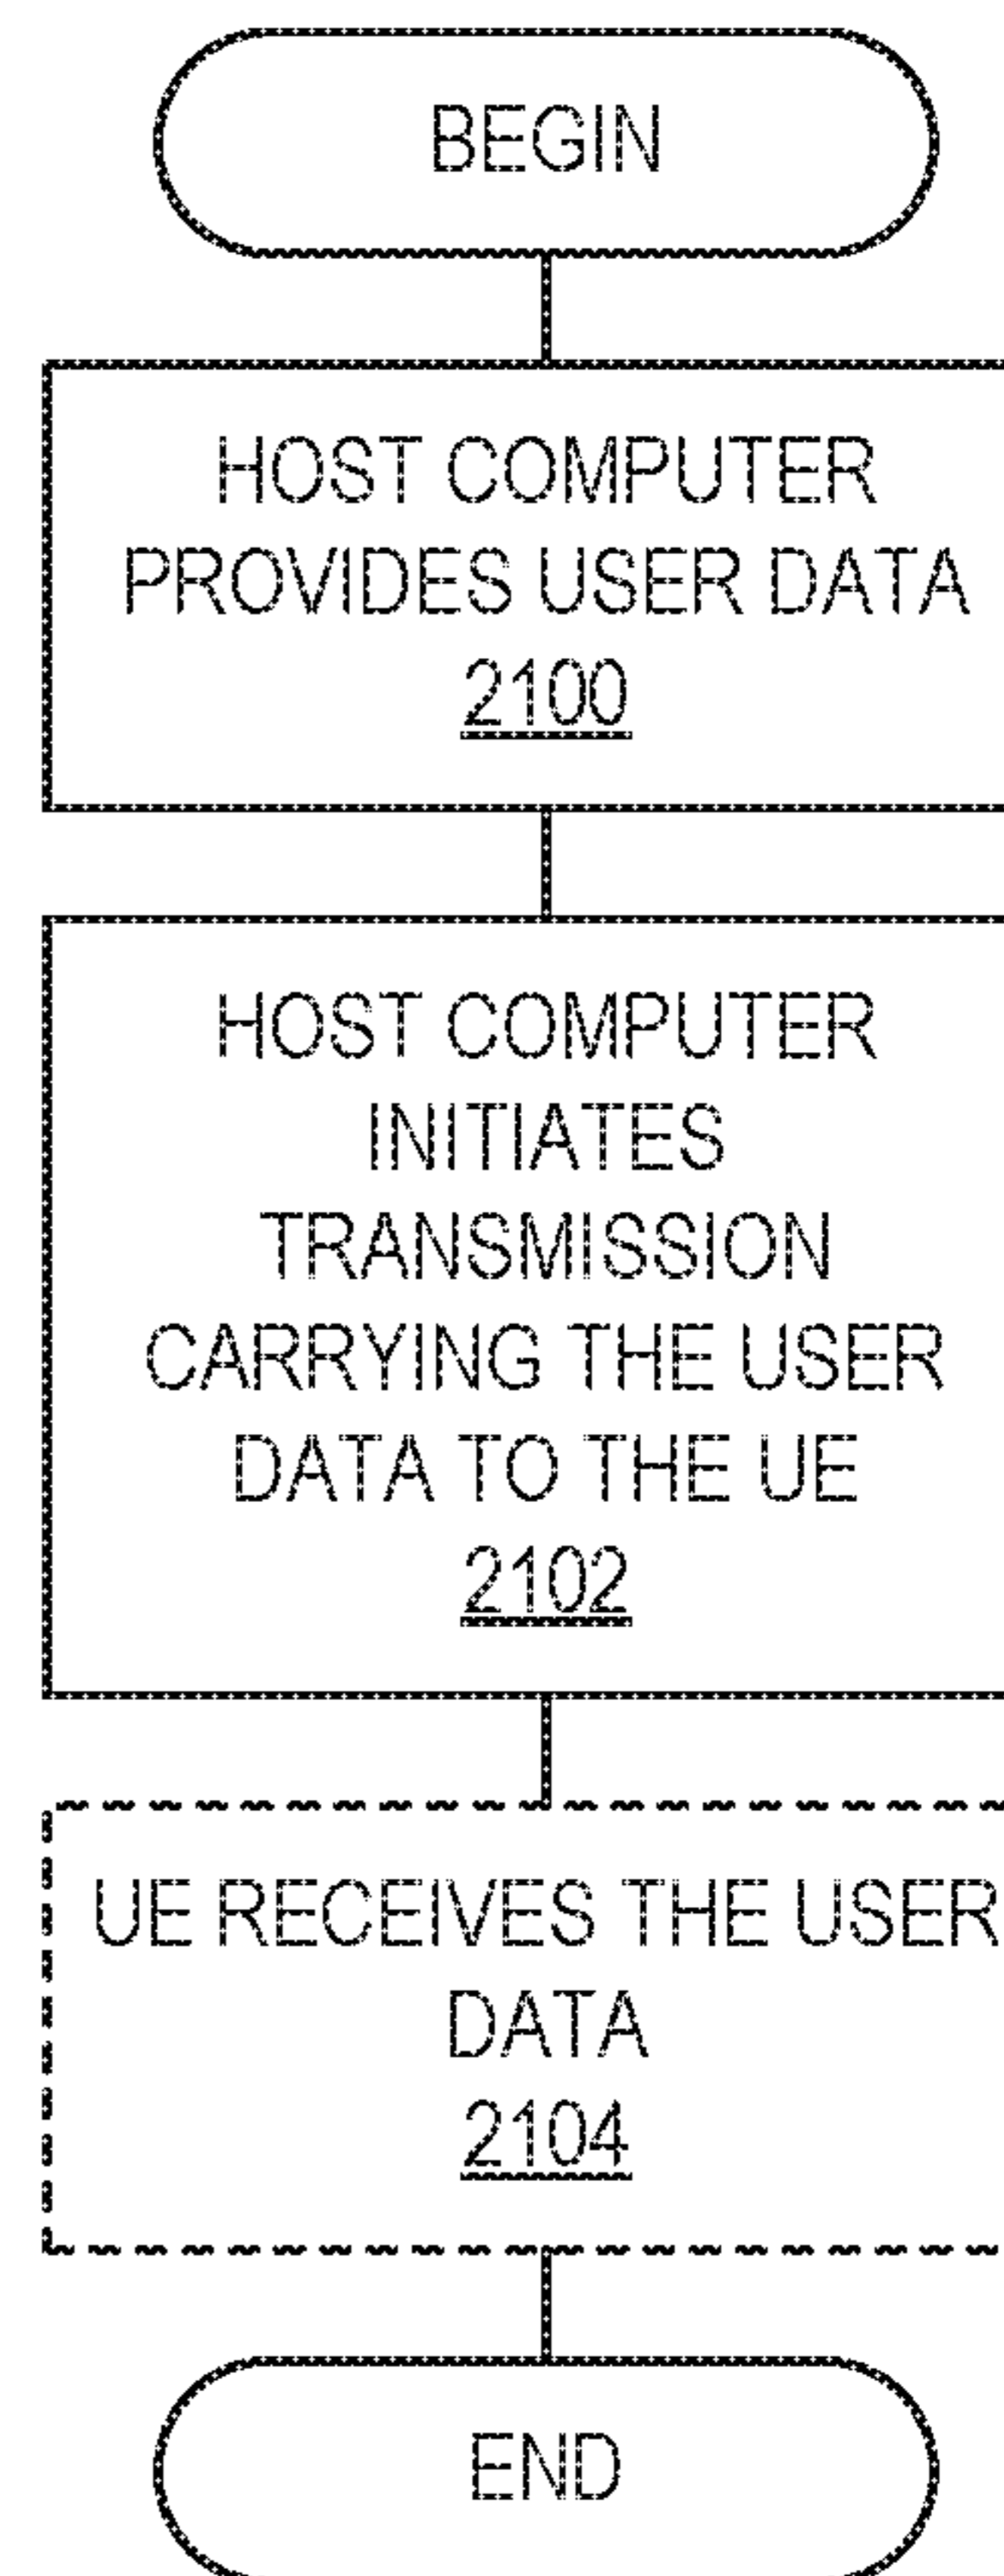 BEGIN
HOST COMPUTER
PROVIDES USER DATA
2100
HOST COMPUTER
INITIATES
TRANSMISSION
CARRYING THE USER
DATA TO THE UE
2102
UE RECEIVES THE USER
DATA
2104
END